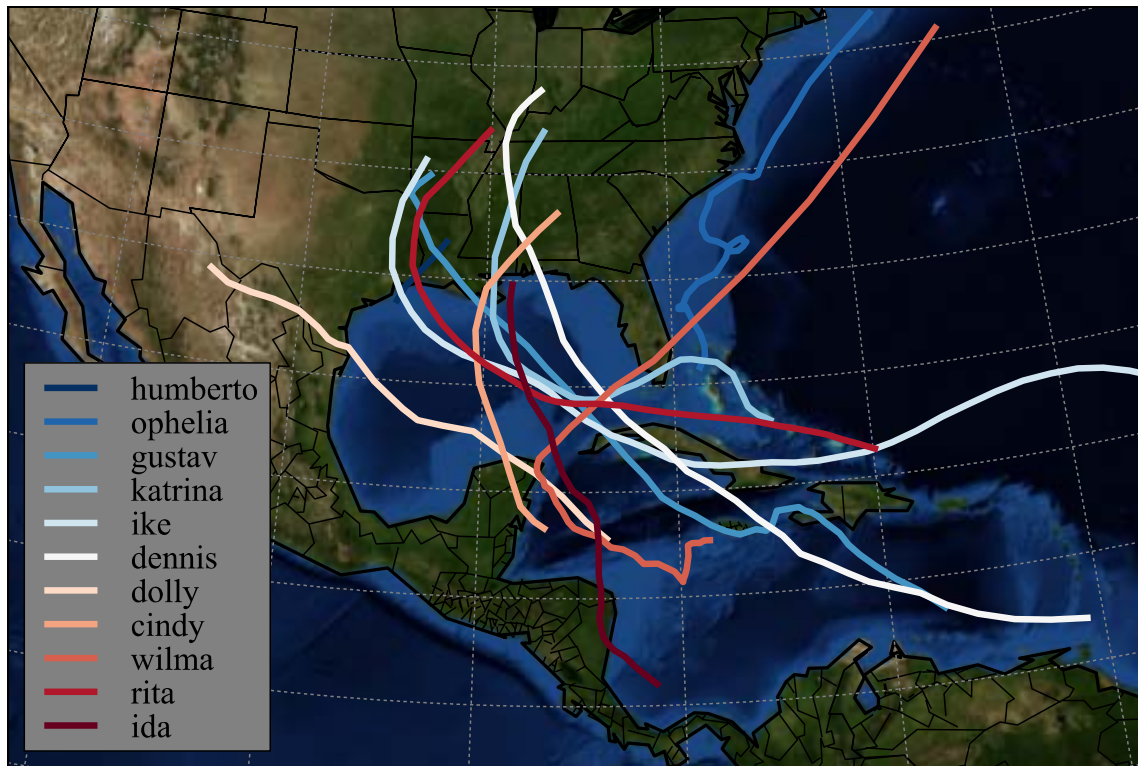 humberto
ophelia
gustav
katrina
ike
dennis
dolly
cindy
wilma
rita
ida